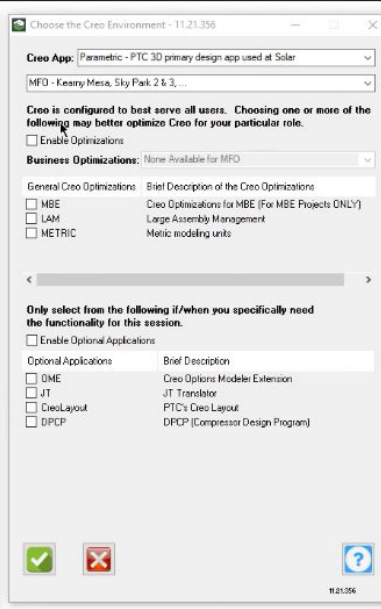 Choose the Creo Environment - 11.21.356
Creo App: Parametric - PTC 3D primary design app used at Solar
MFO - Kearny Mesa, Sky Park 2 & 3, ...
Creo is configured to best serve all users. Choosing one or more of the
following may better optimize Creo for your particular role.
Enable Optimizations
Business Optimizations: None Available for MFO
General Creo Optimizations Brief Description of the Creo Optimizations
MBE Creo Optimizations for MBE (For MBE Projects ONLY)
LAM Large Assembly Management
METRIC Metric modeling units
Only select from the following if/when you specifically need
the functionality for this session.
Enable Optional Applications
Optional Applications Brief Description
OME Creo Options Modeler Extension
JT JT Translator
CreoLayout PTC's Creo Layout
DPCP DPCP (Compressor Design Program)
?
11.21.356